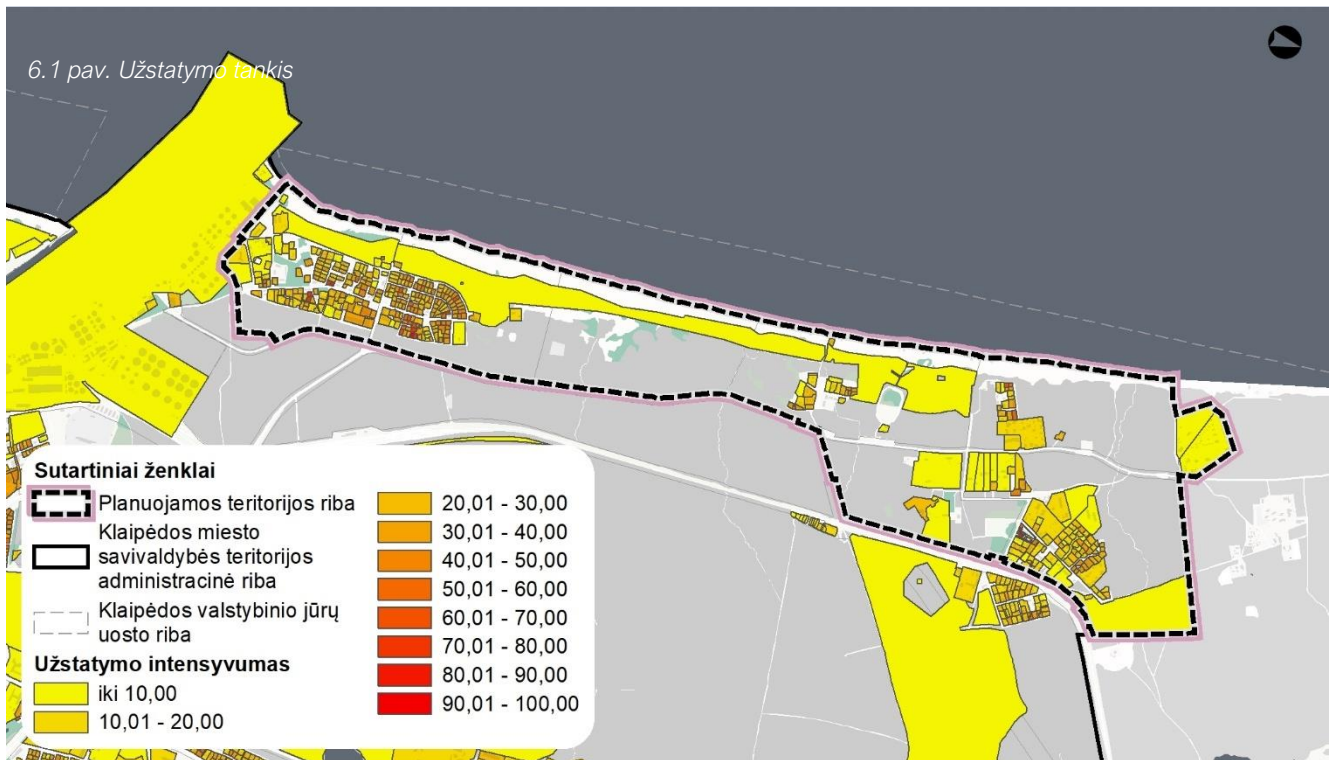 6.1 pav. Užstatymo tankis
Sutartiniai ženklai
Planuojamos teritorijos riba
Klaipėdos miesto
savivaldybės teritorijos
administracinė riba
Klaipėdos valstybinio jūrų
uosto riba
Užstatymo intensyvumas
iki 10,00
10,01 - 20,00
20,01 - 30,00
30,01 - 40,00
40,01 - 50,00
50,01 - 60,00
60,01 - 70,00
70,01 - 80,00
80,01 - 90,00
90,01 - 100,00